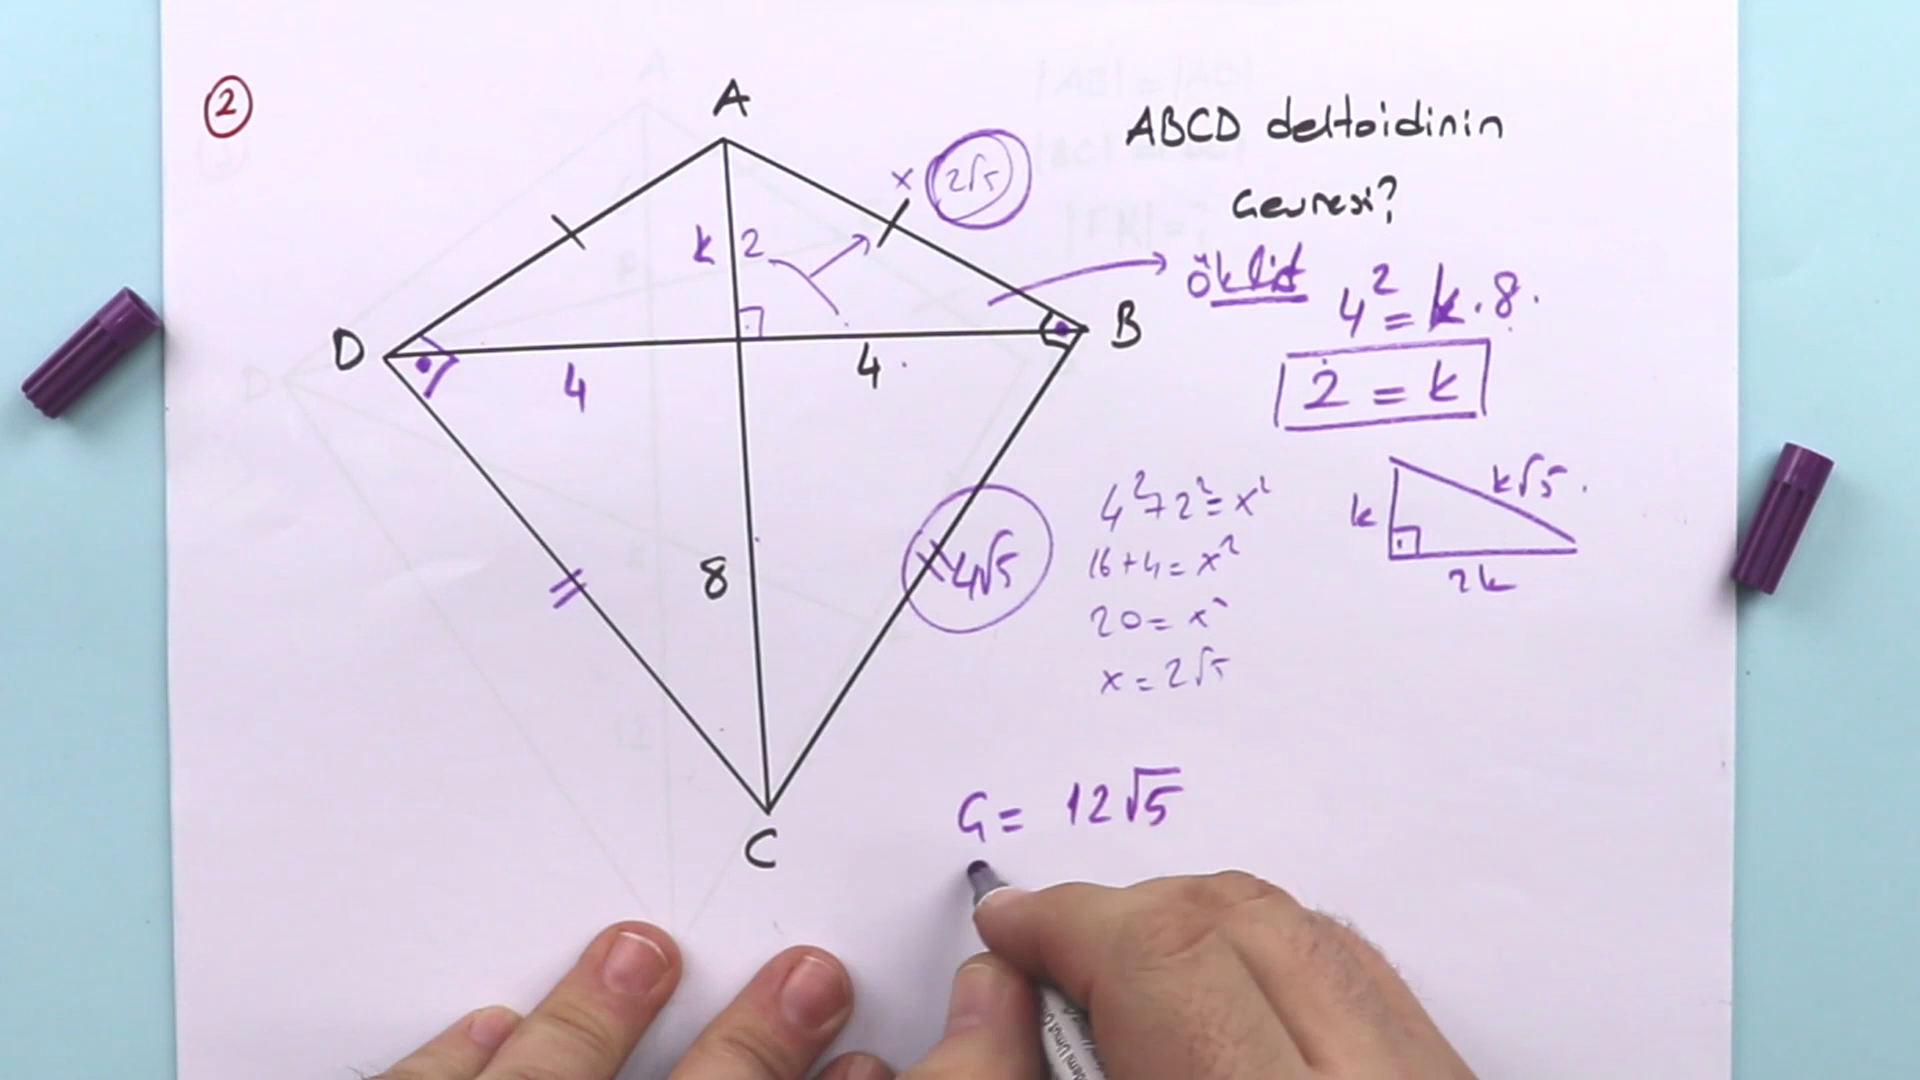 2
A
ABCD deltoidinin
Çevresi?
x 2√5
k 2
Öklid 4² = k.8.
D
B
4
4
2 = k
8
4√5
4² + 2² = x²
16 + 4 = x²
20 = x²
x = 2√5
k√5
k
2k
Ç = 12√5
C